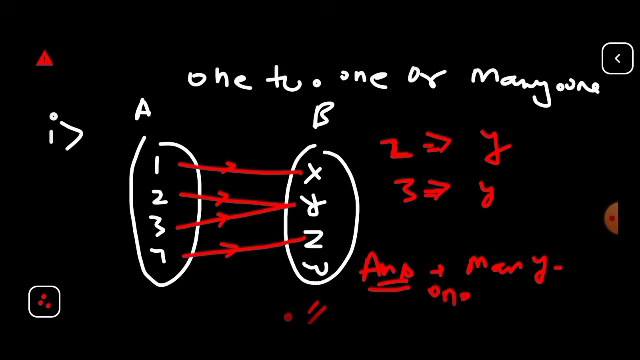 one to one or many one
i>
A B
1 x
2 y
3 z
7 w
2 ⇒ y
3 ⇒ y
Ans → many-
one